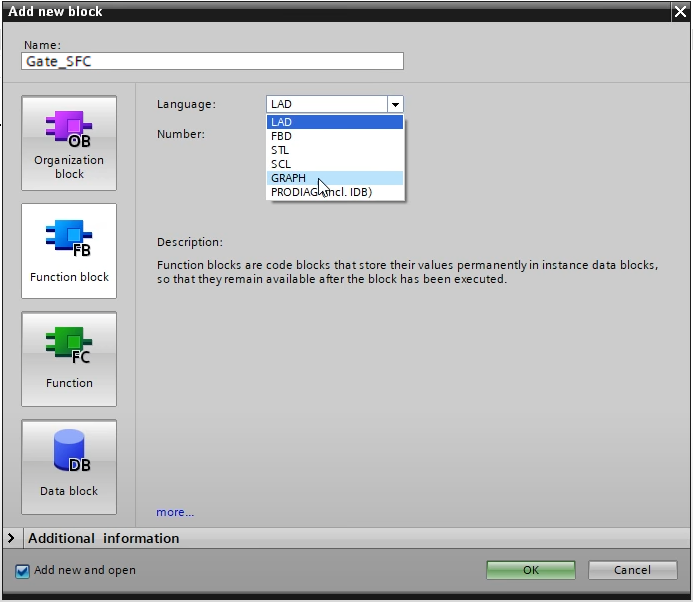 Add new block
Name:
Gate_SFC
OB
Organization
block
FB
Function block
FC
Function
DB
Data block
Language:
LAD
LAD
FBD
STL
SCL
GRAPH
PRODIAG ncl. IDB)
Number:
Description:
Function blocks are code blocks that store their values permanently in instance data blocks,
so that they remain available after the block has been executed.
more...
Additional information
Add new and open
OK
Cancel